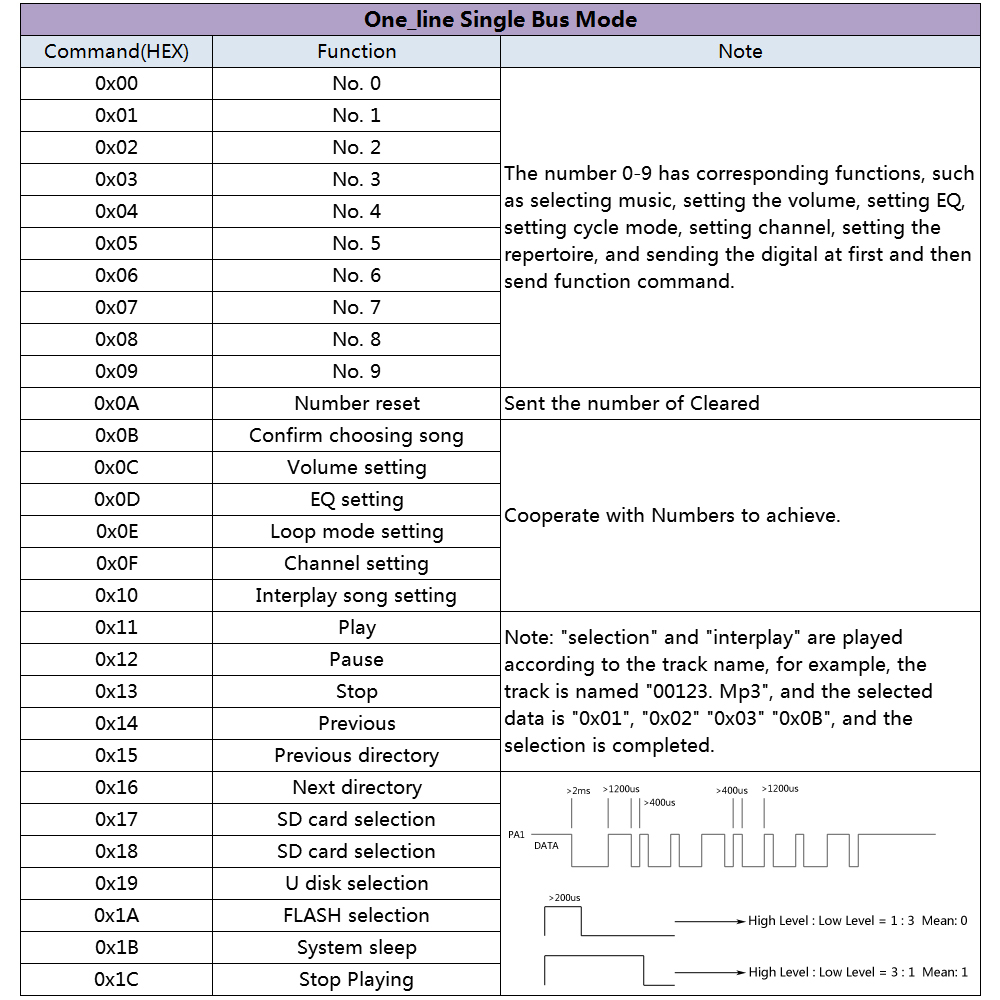 One_line Single Bus Mode
Command(HEX) Function Note
0x00 No. 0
0x01 No. 1
0x02 No. 2
0x03 No. 3
0x04 No. 4
0x05 No. 5
0x06 No. 6
0x07 No. 7
0x08 No. 8
0x09 No. 9
The number 0-9 has corresponding functions, such
as selecting music, setting the volume, setting EQ,
setting cycle mode, setting channel, setting the
repertoire, and sending the digital at first and then
send function command.
0x0A Number reset Sent the number of Cleared
0x0B Confirm choosing song
0x0C Volume setting
0x0D EQ setting
0x0E Loop mode setting
0x0F Channel setting
0x10 Interplay song setting
Cooperate with Numbers to achieve.
0x11 Play
0x12 Pause
0x13 Stop
0x14 Previous
0x15 Previous directory
Note: "selection" and "interplay" are played
according to the track name, for example, the
track is named "00123. Mp3", and the selected
data is "0x01", "0x02" "0x03" "0x0B", and the
selection is completed.
0x16 Next directory
0x17 SD card selection
0x18 SD card selection
0x19 U disk selection
0x1A FLASH selection
0x1B System sleep
0x1C Stop Playing
>2ms >1200us >400us >1200us
>400us
PA1
DATA
>200us
High Level : Low Level = 1 : 3 Mean: 0
High Level : Low Level = 3 : 1 Mean: 1